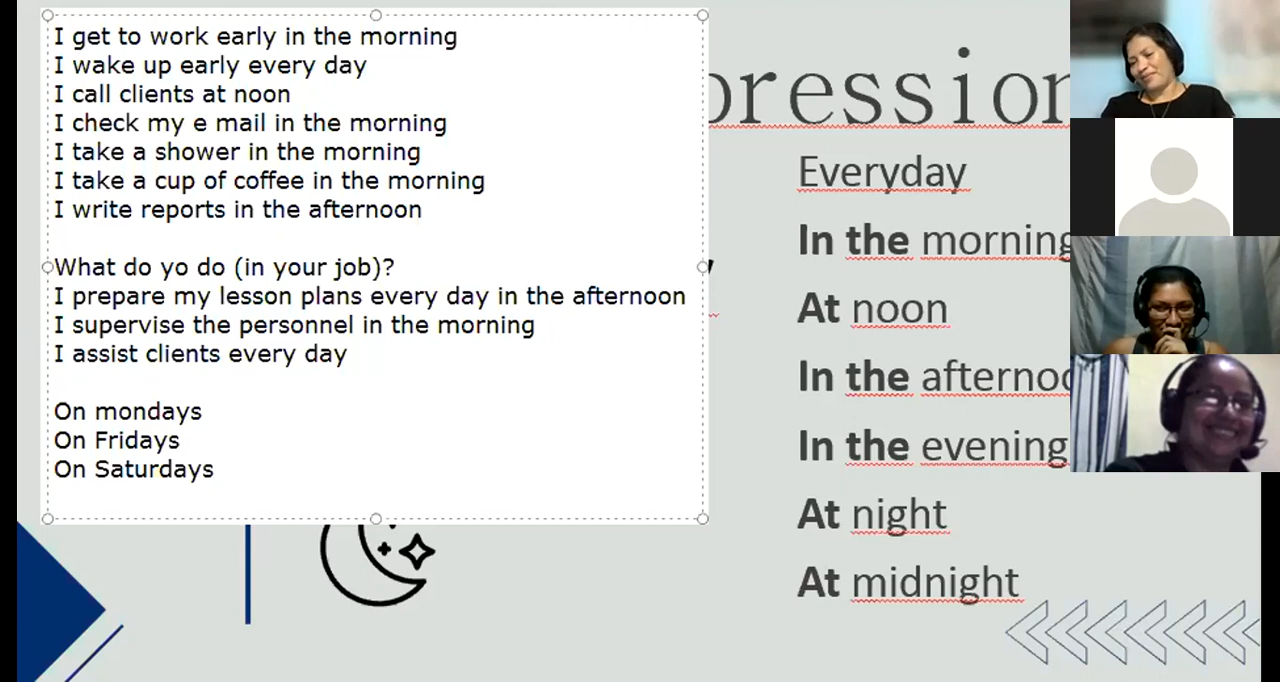 I get to work early in the morning
I wake up early every day
I call clients at noon
I check my e mail in the morning
I take a shower in the morning
I take a cup of coffee in the morning
I write reports in the afternoon
What do yo do (in your job)?
I prepare my lesson plans every day in the afternoon
I supervise the personnel in the morning
I assist clients every day
On mondays
On Fridays
On Saturdays
pression
Everyday
In the morning
At noon
In the afternoo
In the evening
At night
At midnight